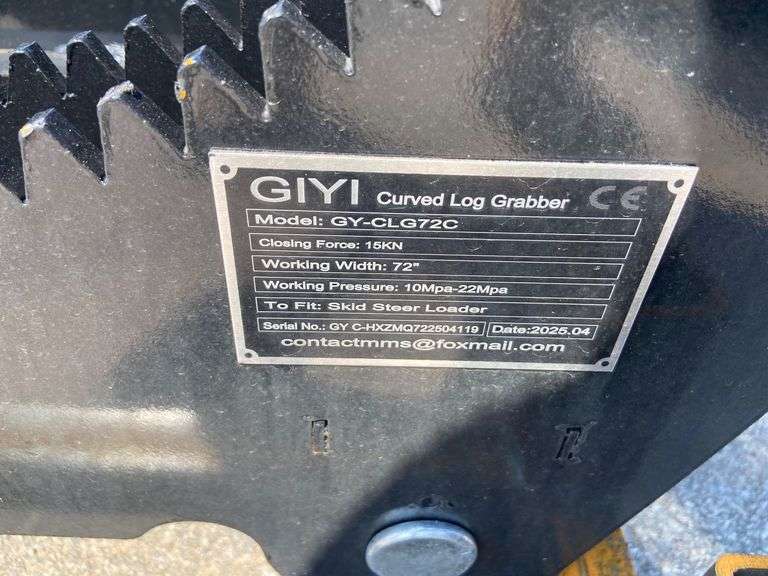 GIYI Curved Log Grabber CE
Model: GY-CLG72C
Closing Force: 15KN
Working Width: 72"
Working Pressure: 10Mpa-22Mpa
To Fit: Skid Steer Loader
Serial No.: GY C-HXZMQ722504119 Date:2025.04
contactmms@foxmail.com